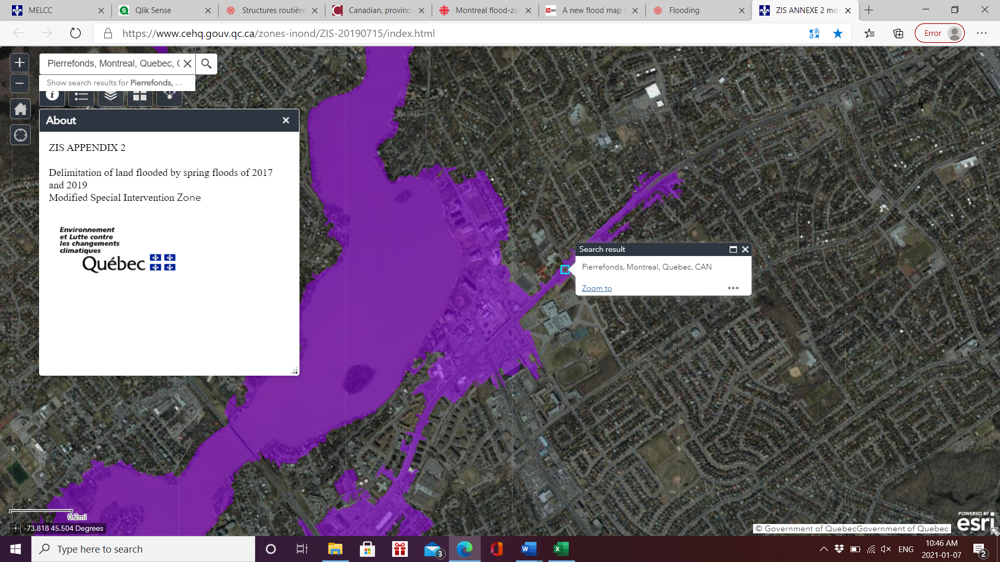 MELCC
Qlik Sense
Structures routière
Canadian, provinci
Montreal flood-zo
A new flood map s
Flooding
ZIS ANNEXE 2 mo
https://www.cehq.gouv.qc.ca/zones-inond/ZIS-20190715/index.html
Error
Pierrefonds, Montreal, Quebec, C
Show search results for Pierrefonds, ...
About
ZIS APPENDIX 2
Delimitation of land flooded by spring floods of 2017
and 2019
Modified Special Intervention Zone
Environnement
et Lutte contre
les changements
climatiques
Québec
Search result
Pierrefonds, Montreal, Quebec, CAN
Zoom to
0.2mi
-73.818 45.504 Degrees
© Government of QuebecGovernment of Quebec
POWERED BY
esri
Type here to search
3
ENG
10:46 AM
2021-01-07
2